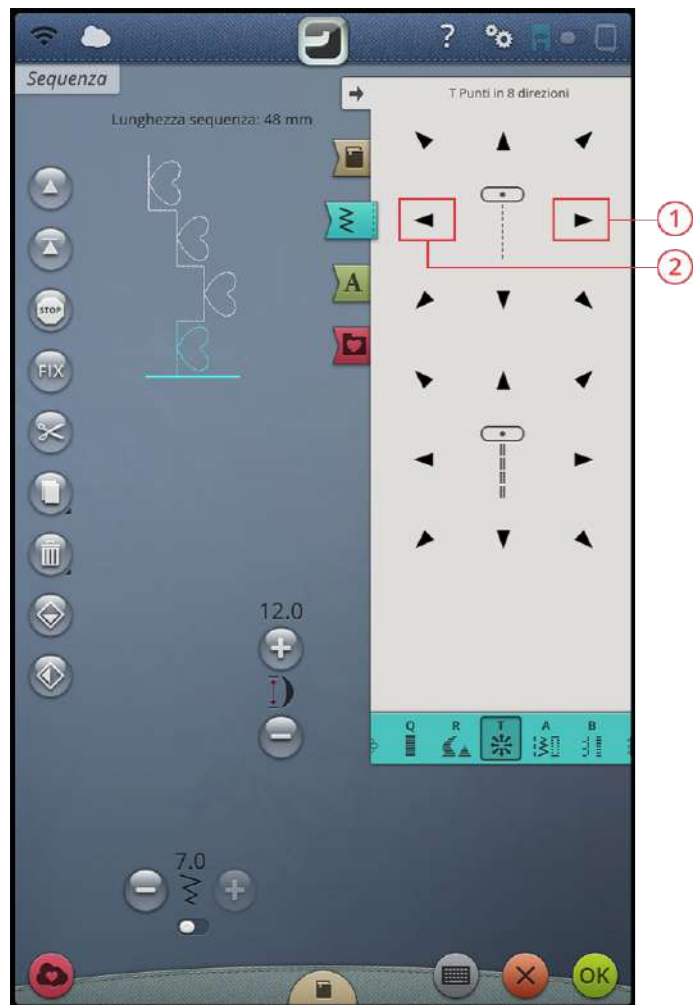 ?
Sequenza
T Punti in 8 direzioni
Lunghezza sequenza: 48 mm
1
2
A
STOP
FIX
12.0
Q R T A B
7.0
OK